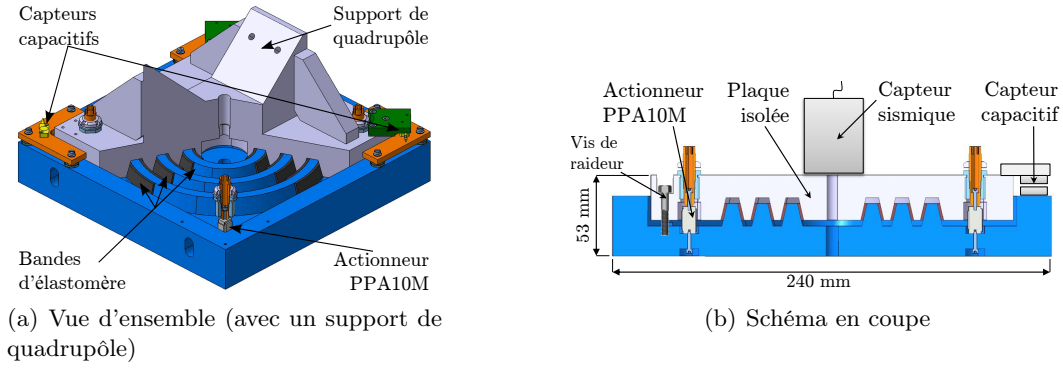 Capteurs
capacitifs
Support de
quadrupôle
Bandes
d'élastomère
Actionneur
PPA10M
(a) Vue d'ensemble (avec un support de
quadrupôle)
Actionneur
PPA10M
Plaque
isolée
Capteur
sismique
Capteur
capacitif
Vis de
raideur
53 mm
240 mm
(b) Schéma en coupe